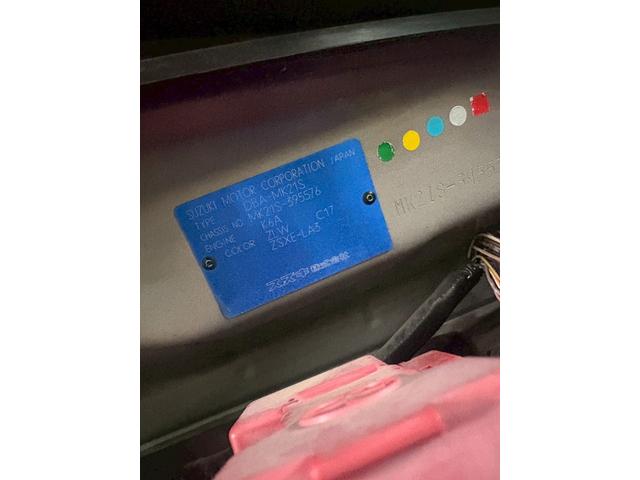 SUZUKI MOTOR CORPORATION JAPAN
TYPE DBA-MK21S
CHASSIS NO. MK21S-395576
ENGINE K6A
COLOR ZLW C17
ZSXE-LA3
スズキ株式会社